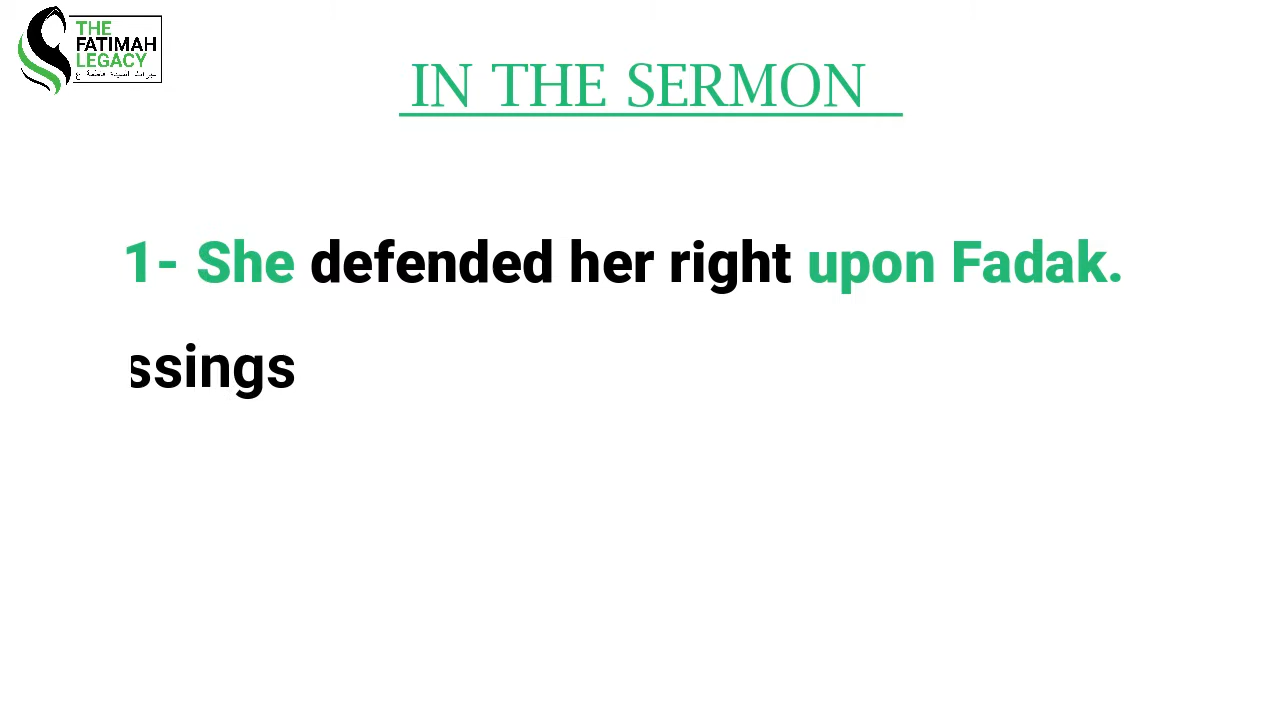 THE
FATIMAH
LEGACY
IN THE SERMON
1- She defended her right upon Fadak.
ssings